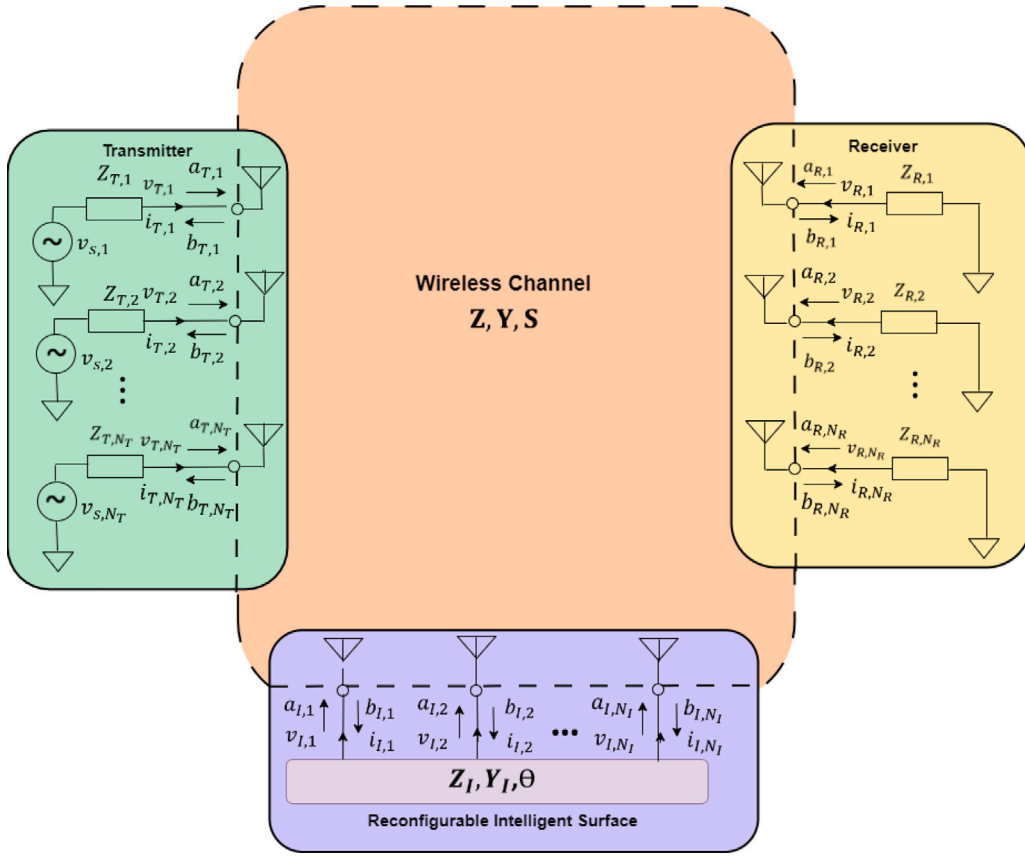 Transmitter
Z_{T,1}
v_{T,1}
a_{T,1}
i_{T,1}
b_{T,1}
~
v_{s,1}
Z_{T,2}
v_{T,2}
a_{T,2}
i_{T,2}
b_{T,2}
~
v_{s,2}
⋮
Z_{T,N_T}
v_{T,N_T}
a_{T,N_T}
i_{T,N_T}
b_{T,N_T}
~
v_{s,N_T}
Wireless Channel
Z, Y, S
Receiver
a_{R,1}
v_{R,1}
Z_{R,1}
b_{R,1}
i_{R,1}
a_{R,2}
v_{R,2}
Z_{R,2}
b_{R,2}
i_{R,2}
⋮
a_{R,N_R}
v_{R,N_R}
Z_{R,N_R}
b_{R,N_R}
i_{R,N_R}
a_{I,1}
b_{I,1}
v_{I,1}
i_{I,1}
a_{I,2}
b_{I,2}
v_{I,2}
i_{I,2}
...
a_{I,N_I}
b_{I,N_I}
v_{I,N_I}
i_{I,N_I}
Z_I, Y_I, Θ
Reconfigurable Intelligent Surface